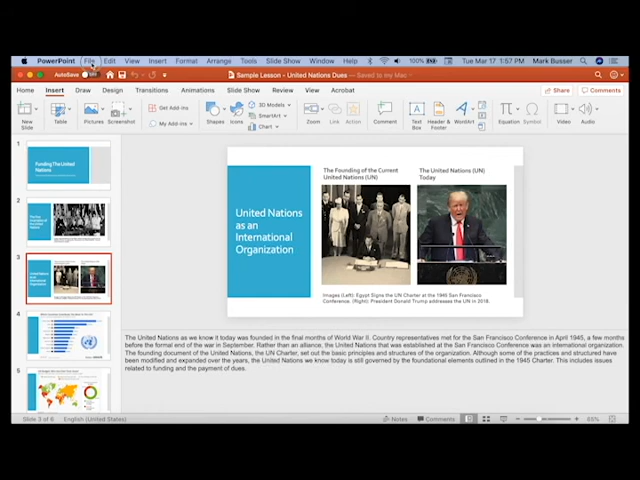 PowerPoint File Edit View Insert Format Arrange Tools Slide Show Window Help 100% Tue Mar 17 1:57 PM Mark Busser
AutoSave Sample Lesson - United Nations Dues — Saved to my Mac
Home Insert Draw Design Transitions Animations Slide Show Review View Acrobat Share Comments
New Slide
Table
Pictures
Screenshot
Get Add-ins
My Add-ins
Shapes
Icons
3D Models
SmartArt
Chart
Zoom
Link
Action
Comment
Text Box
Header & Footer
WordArt
Equation
Symbol
Video
Audio
1
Funding The United Nations
2
3
4
5
United Nations
as an
International
Organization
The Founding of the Current
United Nations (UN)
The United Nations (UN)
Today
Images (Left): Egypt Signs the UN Charter at the 1945 San Francisco
Conference. (Right): President Donald Trump addresses the UN in 2018.
The United Nations as we know it today was founded in the final months of World War II. Country representatives met for the San Francisco Conference in April 1945, a few months
before the formal end of the war in September. Rather than an alliance, the United Nations that was established at the San Francisco Conference was an international organization.
The founding document of the United Nations, the UN Charter, set out the basic principles and structures of the organization. Although some of the practices and structured have
been modified and expanded over the years, the United Nations we know today is still governed by the foundational elements outlined in the 1945 Charter. This includes issues
related to funding and the payment of dues.
Slide 3 of 6 English (United States) Notes Comments 65%